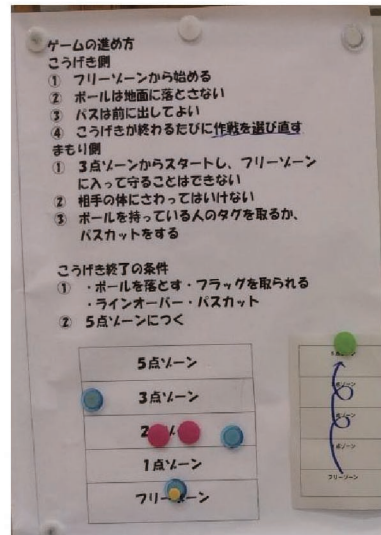 ゲームの進め方
こうげき側
① フリーゾーンから始める
② ボールは地面に落とさない
③ パスは前に出してよい
④ こうげきが終わるたびに作戦を選び直す
まもり側
① 3点ゾーンからスタートし、フリーゾーン
に入って守ることはできない
② 相手の体にさわってはいけない
③ ボールを持っている人のタグを取るか、
パスカットをする
こうげき終了の条件
① ・ボールを落とす・フラッグを取られる
・ラインオーバー・パスカット
② 5点ゾーンにつく
5点ゾーン
3点ゾーン
2
1点ゾーン
フリーゾーン
フリーゾーン